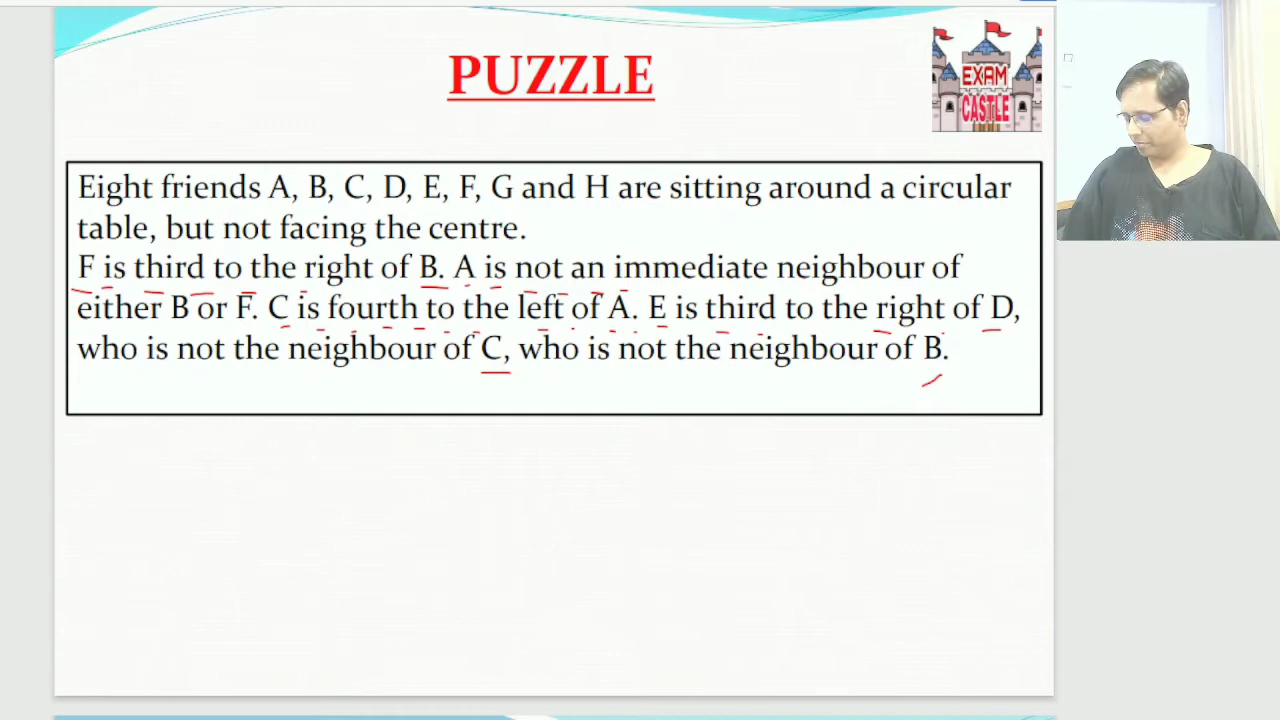 PUZZLE
EXAM
CASTLE
Eight friends A, B, C, D, E, F, G and H are sitting around a circular
table, but not facing the centre.
F is third to the right of B. A is not an immediate neighbour of
either B or F. C is fourth to the left of A. E is third to the right of D,
who is not the neighbour of C, who is not the neighbour of B.